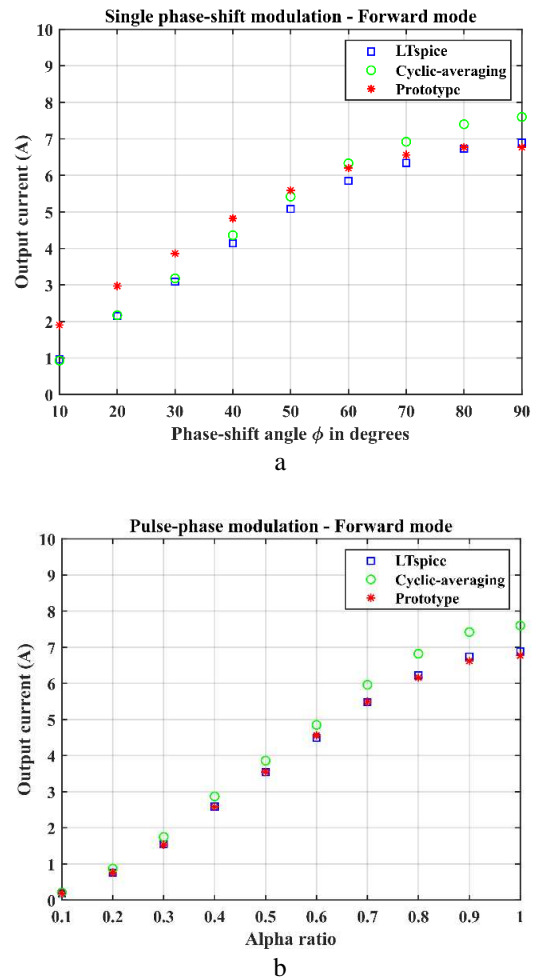 Single phase-shift modulation - Forward mode
10
9
8
7
6
5
4
3
2
1
0
Output current (A)
LTspice
Cyclic-averaging
Prototype
10 20 30 40 50 60 70 80 90
Phase-shift angle ϕ in degrees
a
Pulse-phase modulation - Forward mode
10
9
8
7
6
5
4
3
2
1
0
Output current (A)
LTspice
Cyclic-averaging
Prototype
0.1 0.2 0.3 0.4 0.5 0.6 0.7 0.8 0.9 1
Alpha ratio
b